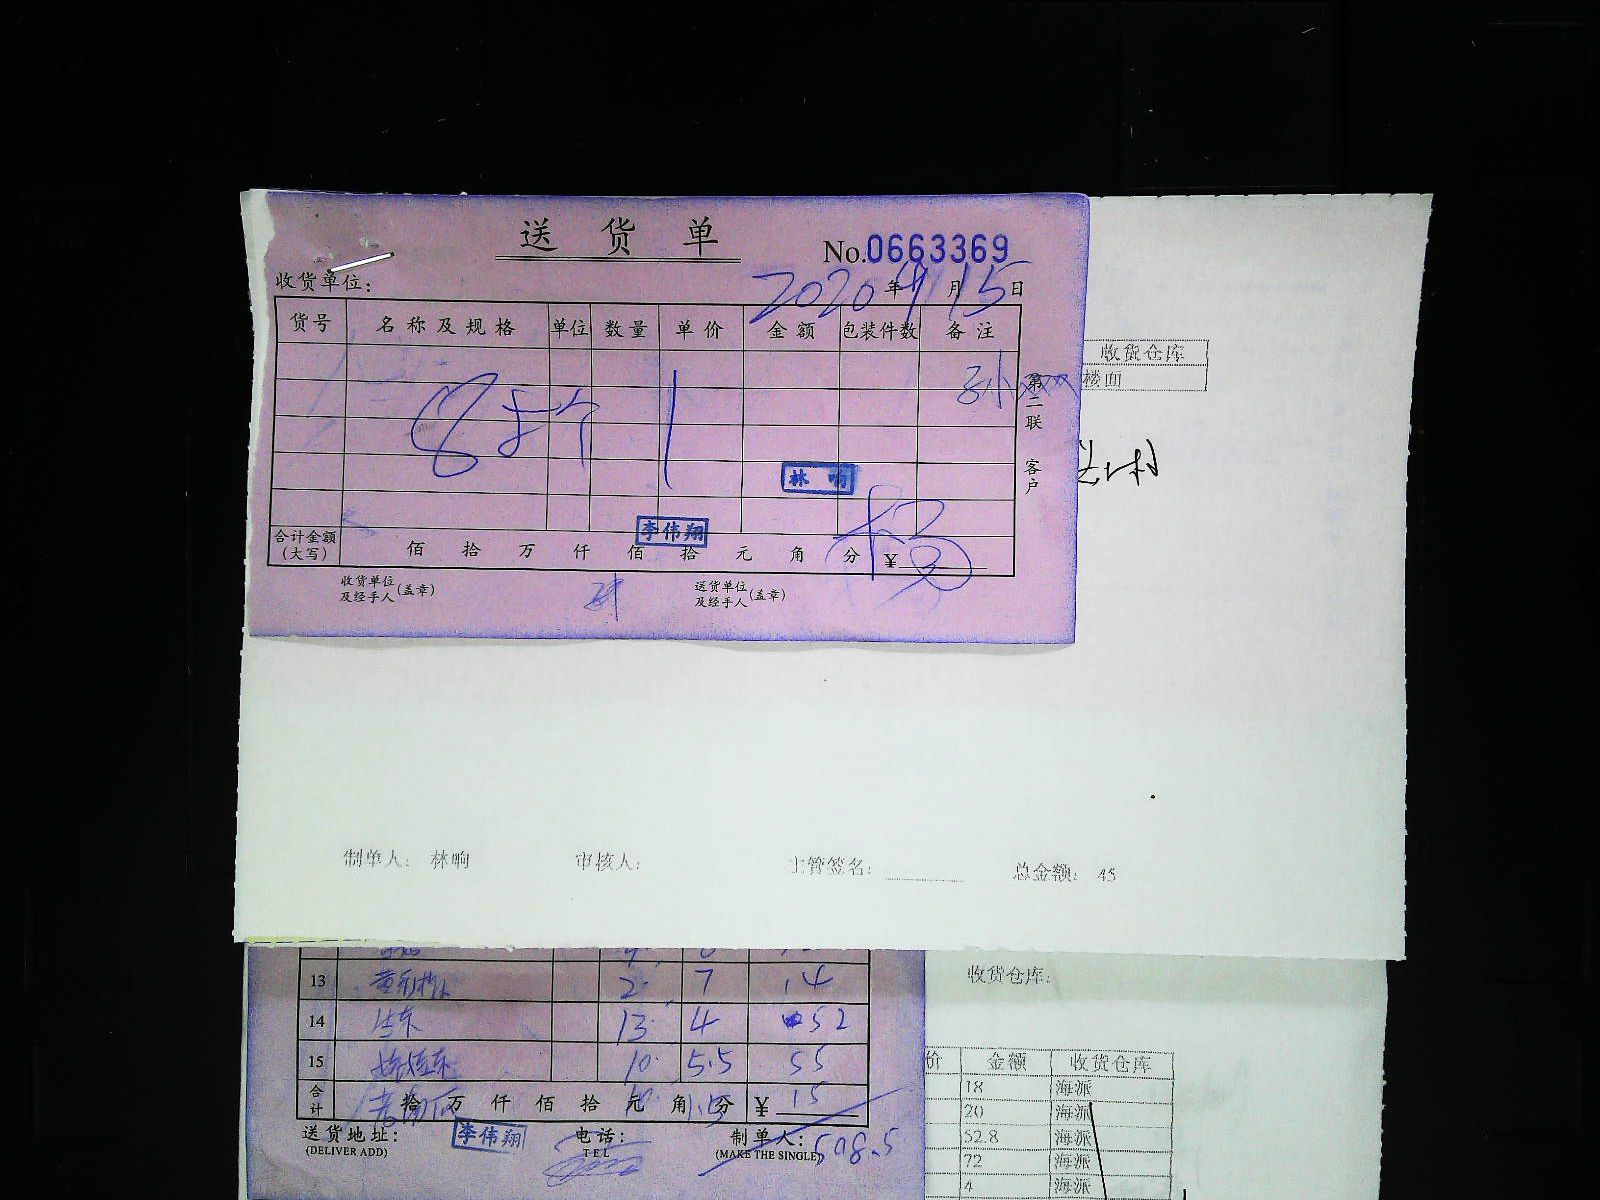 送货单
No.0663369
收货单位:
2020年4月15日
货号 名称及规格 单位 数量 单价 金额 包装件数 备注
第二联 客户
林响
李伟翔
合计金额(大写) 佰 拾 万 仟 佰 拾 元 角 分 ¥
收货单位及经手人(盖章) 送货单位及经手人(盖章)
收货仓库
楼面
制单人: 林响 审核人: 主管签名: 总金额: 45
13 2 7 14
14 13 4 52
15 10 5.5 55
合计 拾 万 仟 佰 拾 元 角 分 ¥ 15
送货地址: 李伟翔 电话: 制单人: 508.5
(DELIVER ADD) TEL (MAKE THE SINGLE)
收货仓库:
价 金额 收货仓库
18 海派
20 海派
52.8 海派
72 海派
4 海派